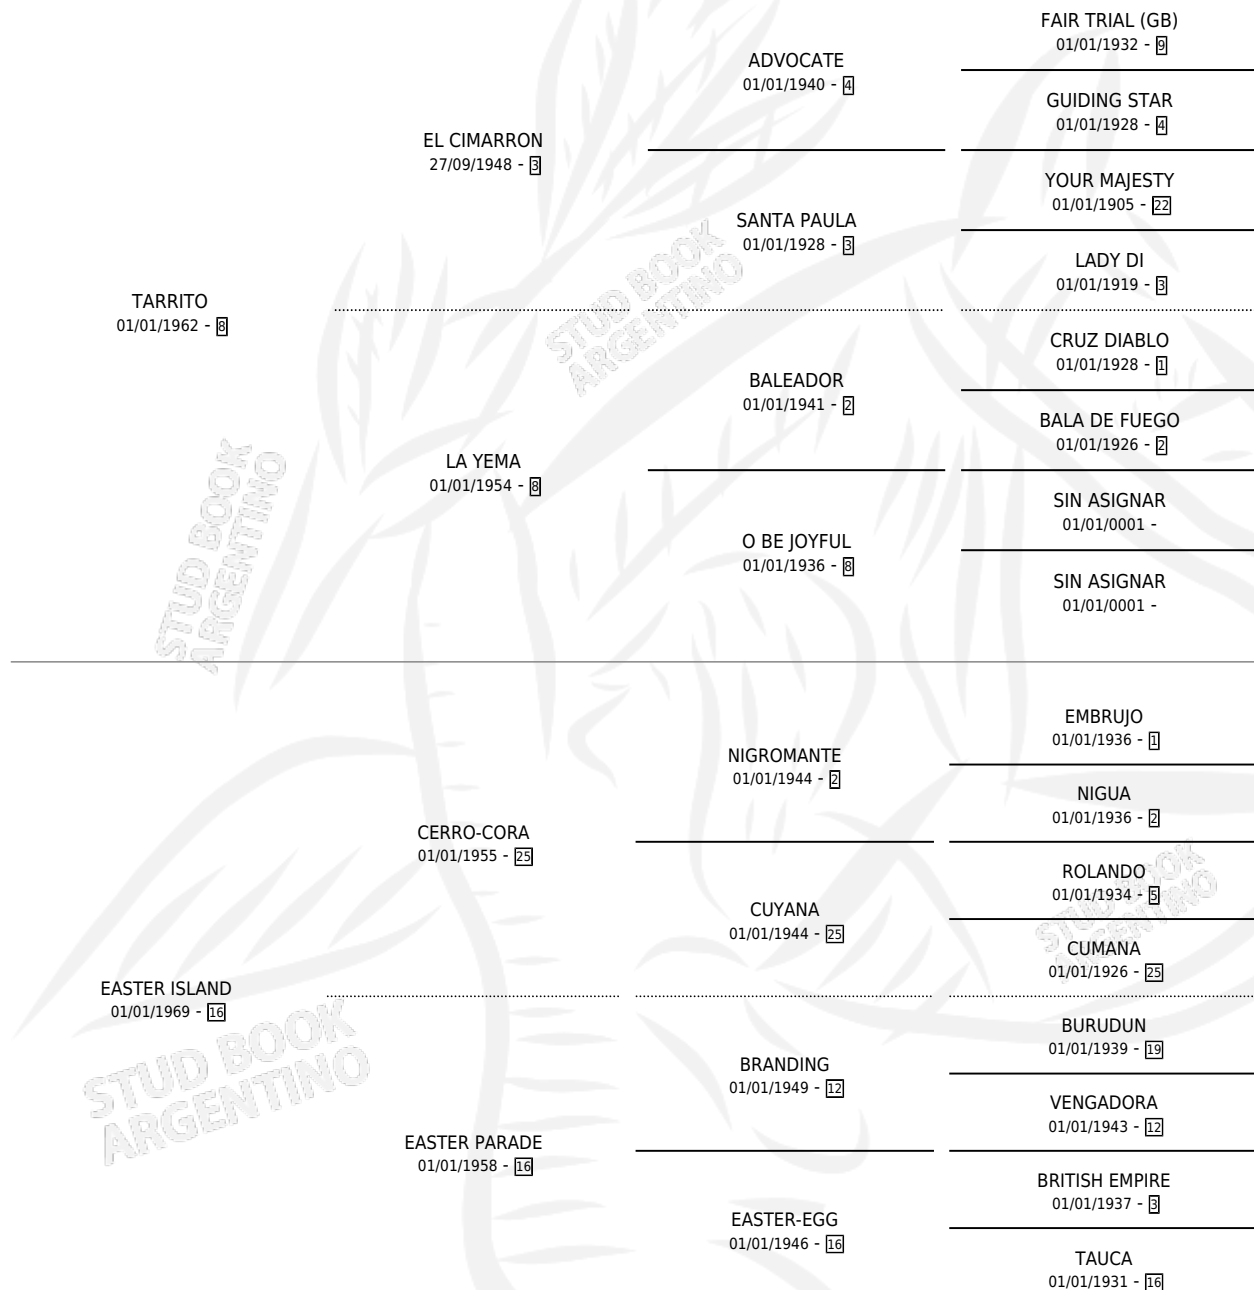 FAIR TRIAL (GB)
01/01/1932 - 9
ADVOCATE
01/01/1940 - 4
GUIDING STAR
01/01/1928 - 4
EL CIMARRON
27/09/1948 - 3
YOUR MAJESTY
01/01/1905 - 22
SANTA PAULA
01/01/1928 - 3
LADY DI
01/01/1919 - 3
TARRITO
01/01/1962 - 8
CRUZ DIABLO
01/01/1928 - 1
BALEADOR
01/01/1941 - 2
BALA DE FUEGO
01/01/1926 - 2
LA YEMA
01/01/1954 - 8
SIN ASIGNAR
01/01/0001 -
O BE JOYFUL
01/01/1936 - 8
SIN ASIGNAR
01/01/0001 -
EMBRUJO
01/01/1936 - 1
NIGROMANTE
01/01/1944 - 2
NIGUA
01/01/1936 - 2
CERRO-CORA
01/01/1955 - 25
ROLANDO
01/01/1934 - 5
CUYANA
01/01/1944 - 25
CUMANA
01/01/1926 - 25
EASTER ISLAND
01/01/1969 - 16
BURUDUN
01/01/1939 - 19
BRANDING
01/01/1949 - 12
VENGADORA
01/01/1943 - 12
EASTER PARADE
01/01/1958 - 16
BRITISH EMPIRE
01/01/1937 - 3
EASTER-EGG
01/01/1946 - 16
TAUCA
01/01/1931 - 16
STUD BOOK
ARGENTINO
STUD BOOK
ARGENTINO
STUD BOOK
ARGENTINO
STUD BOOK
ARGENTINO